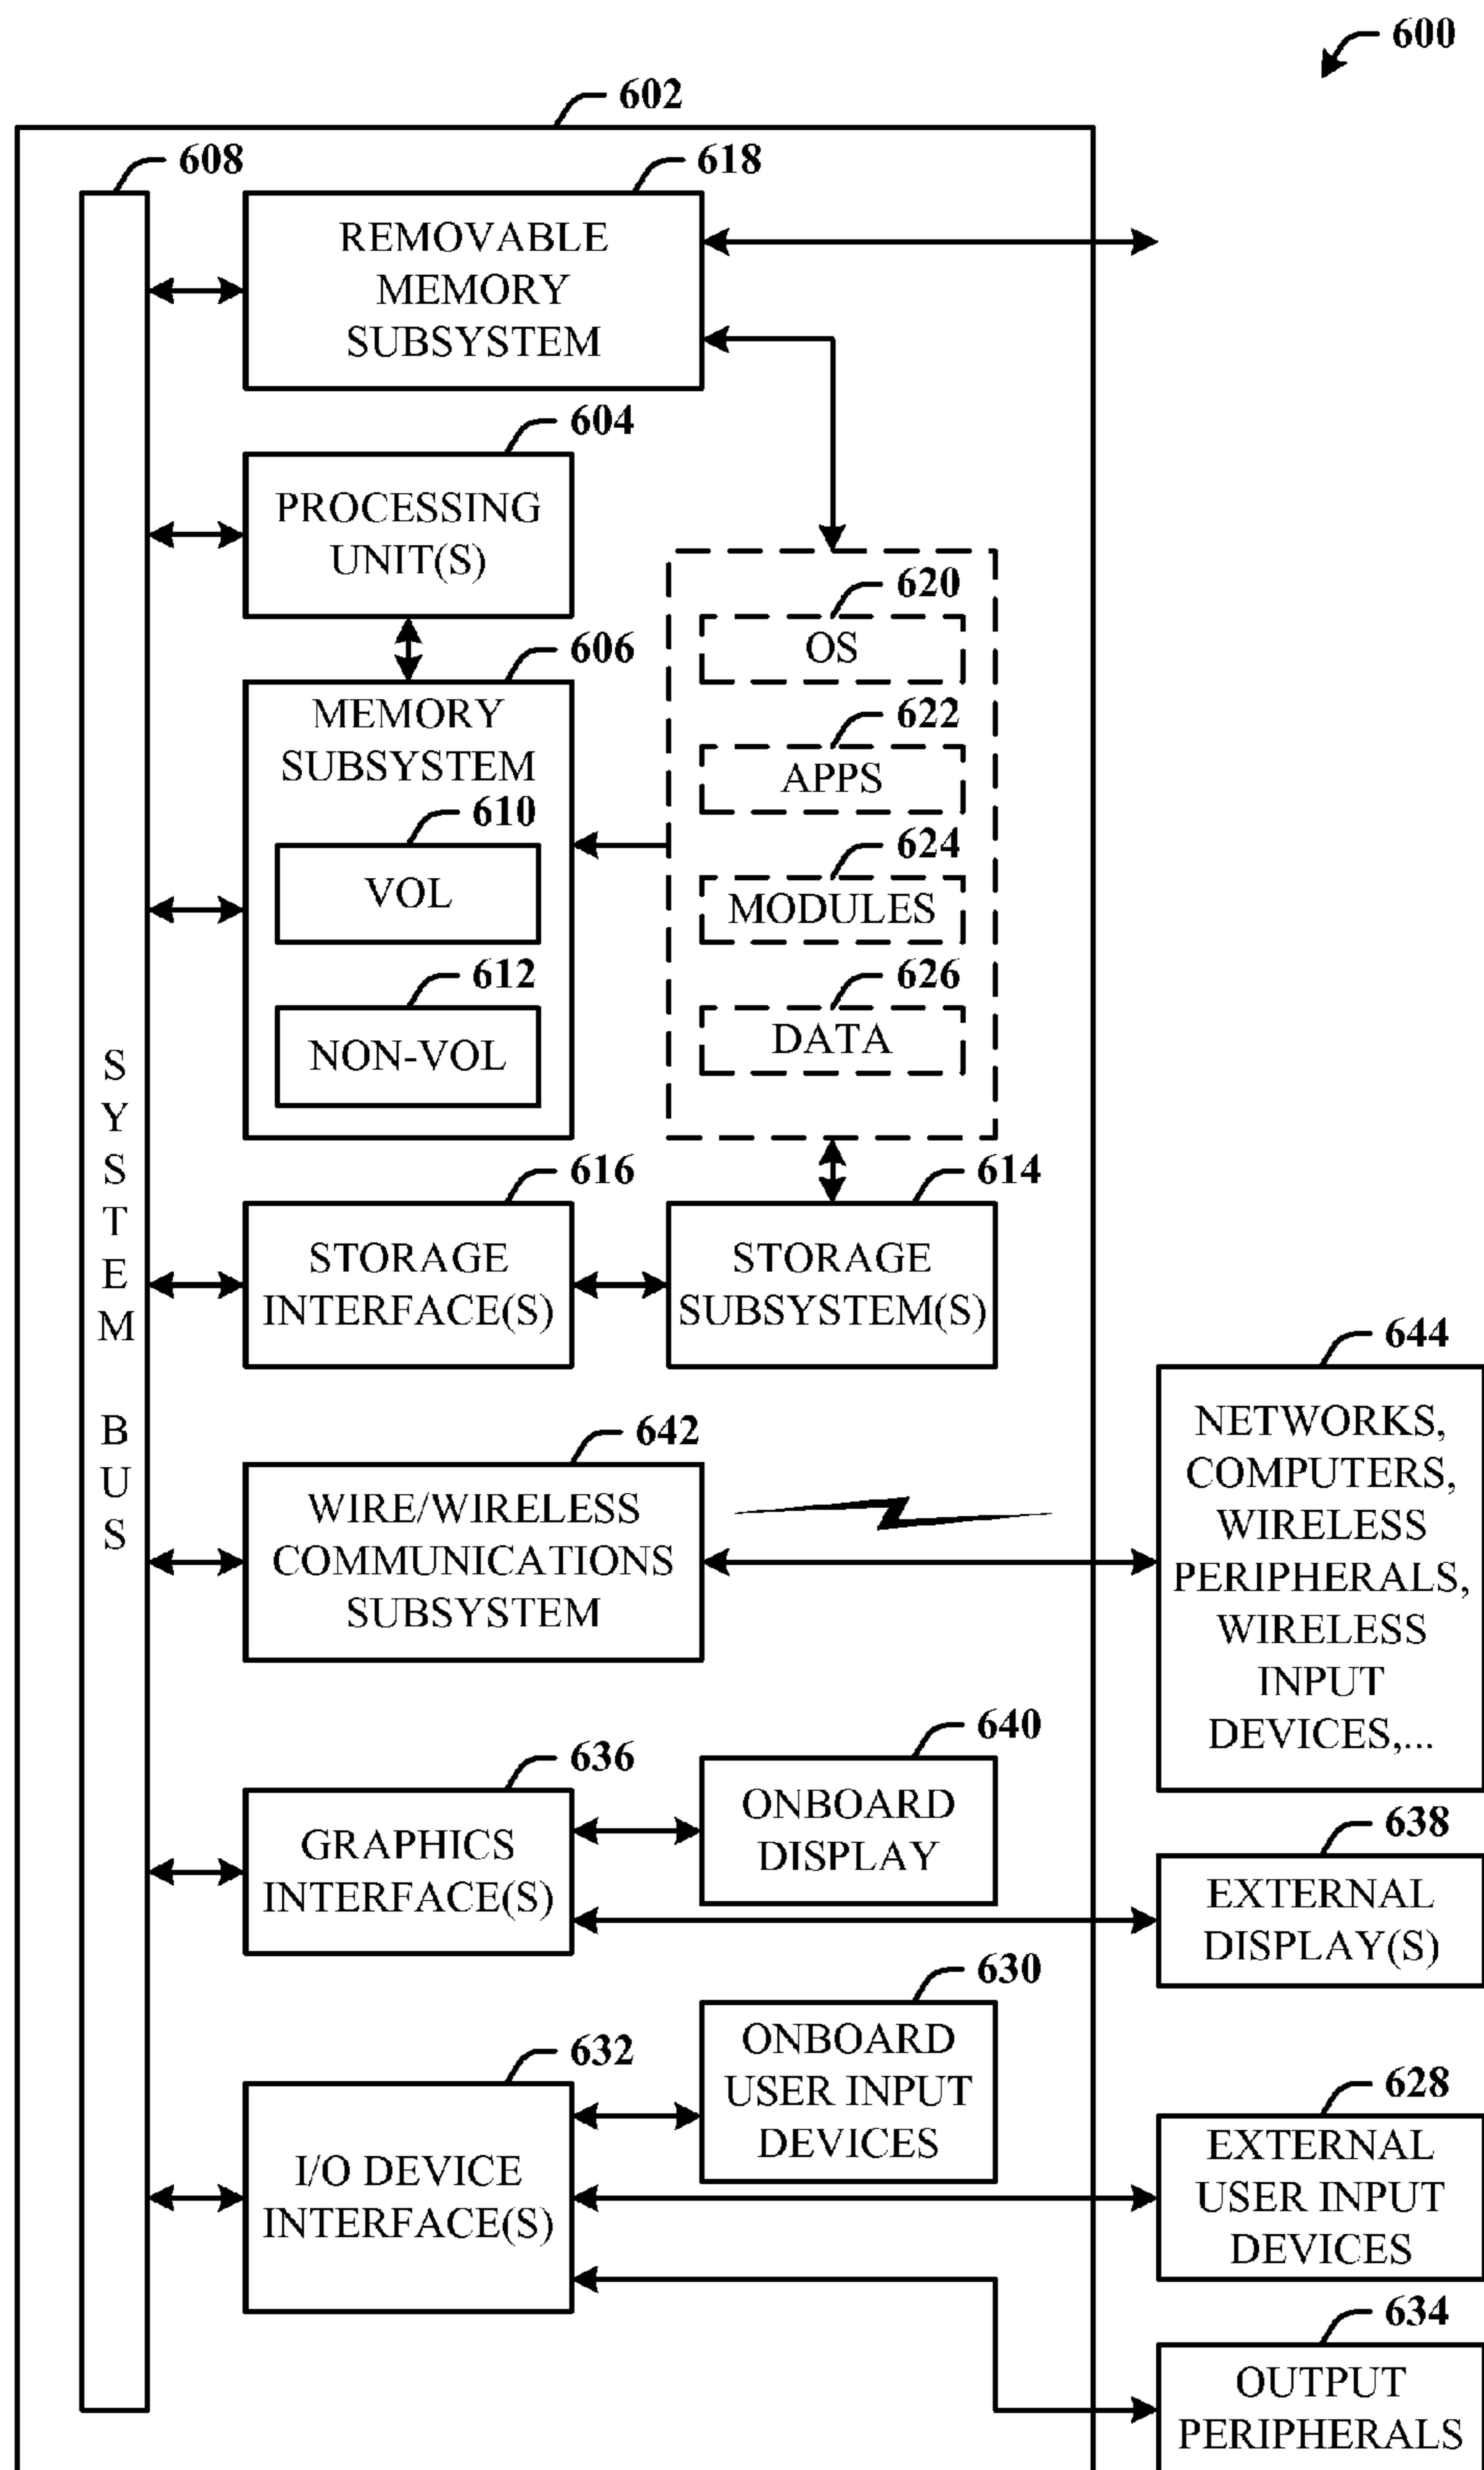 600
602
608
618
REMOVABLE
MEMORY
SUBSYSTEM
604
PROCESSING
UNIT(S)
606
MEMORY
SUBSYSTEM
610
VOL
612
NON-VOL
620
OS
622
APPS
624
MODULES
626
DATA
SYSTEM BUS
616
STORAGE
INTERFACE(S)
614
STORAGE
SUBSYSTEM(S)
642
WIRE/WIRELESS
COMMUNICATIONS
SUBSYSTEM
644
NETWORKS,
COMPUTERS,
WIRELESS
PERIPHERALS,
WIRELESS
INPUT
DEVICES,...
636
GRAPHICS
INTERFACE(S)
640
ONBOARD
DISPLAY
638
EXTERNAL
DISPLAY(S)
632
I/O DEVICE
INTERFACE(S)
630
ONBOARD
USER INPUT
DEVICES
628
EXTERNAL
USER INPUT
DEVICES
634
OUTPUT
PERIPHERALS